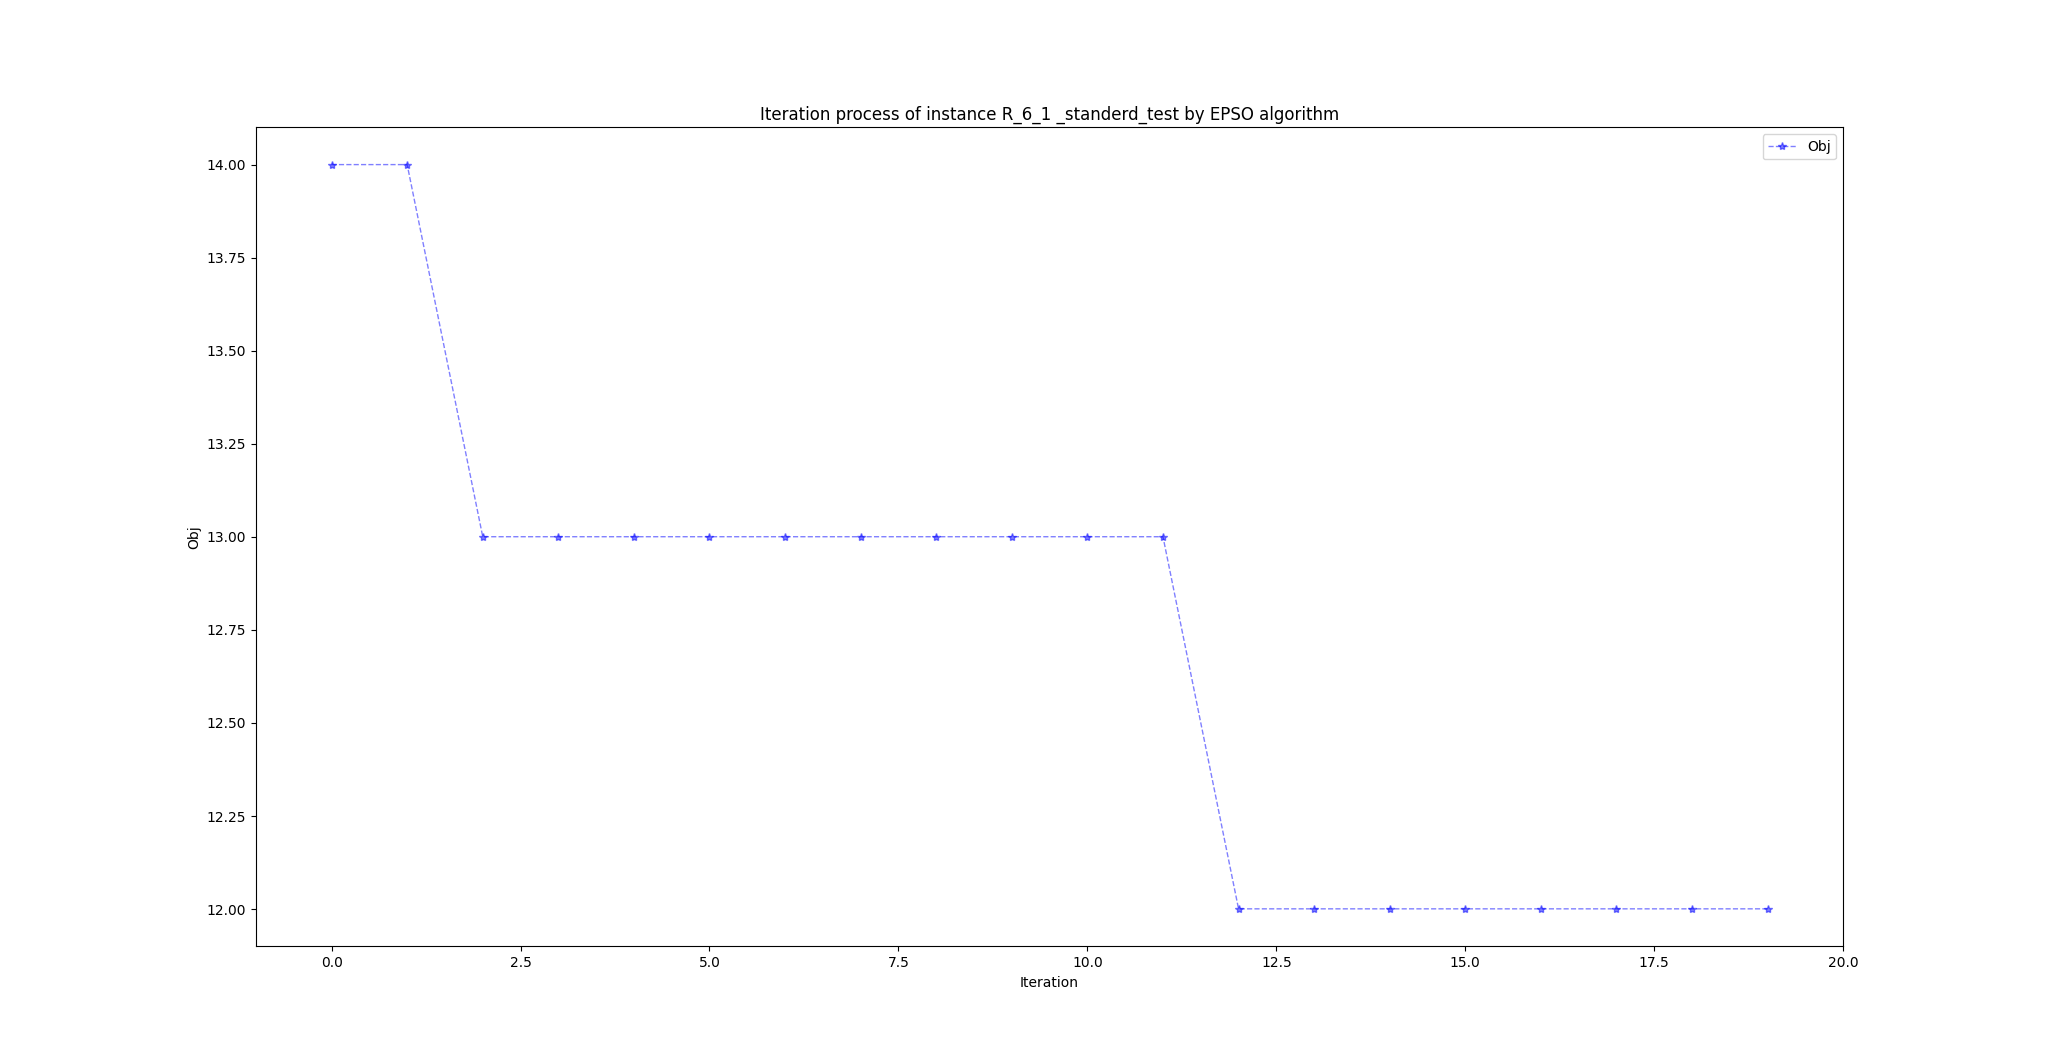 Iteration process of instance R_6_1 _standerd_test by EPSO algorithm
Obj
14.00
13.75
13.50
13.25
13.00
12.75
12.50
12.25
12.00
Obj
0.0 2.5 5.0 7.5 10.0 12.5 15.0 17.5 20.0
Iteration